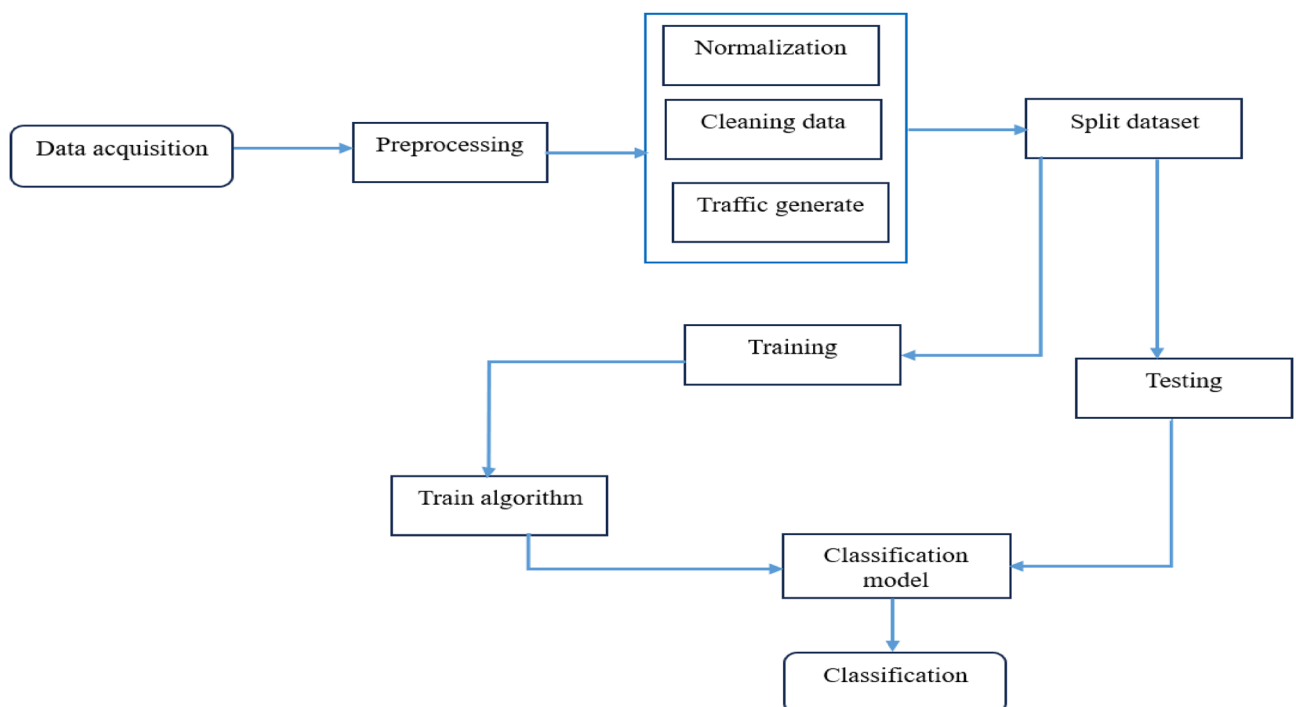 Normalization
Data acquisition
Preprocessing
Cleaning data
Split dataset
Traffic generate
Training
Testing
Train algorithm
Classification
model
Classification